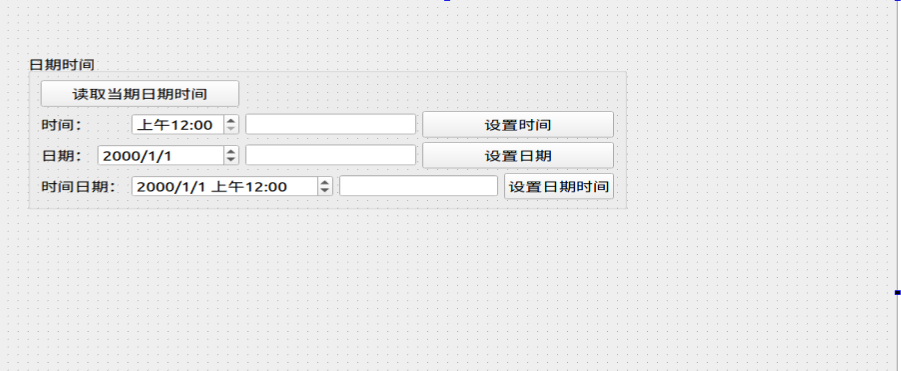 日期时间
读取当期日期时间
时间： 上午12:00 设置时间
日期： 2000/1/1 设置日期
时间日期： 2000/1/1 上午12:00 设置日期时间